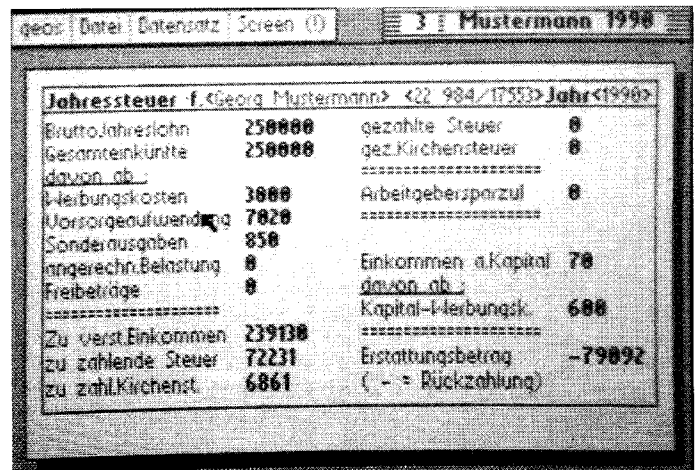 geos Datei Datensatz Screen (!) 3 Mustermann 1990
Jahressteuer f.<Georg Mustermann> <22 984/17553> Jahr<1990>
BruttoJahreslohn 250000 gezahlte Steuer 0
Gesamteinkünfte 250000 gez.Kirchensteuer 0
davon ab : ====================
Werbungskosten 3000 Arbeitgebersparzul 0
Vorsorgeaufwendung 7020 ====================
Sonderausgaben 850
angerechn.Belastung 0 Einkommen a.Kapital 70
Freibeträge 0 davon ab :
==================== Kapital-Werbungsk. 600
Zu verst.Einkommen 239130 ====================
zu zahlende Steuer 72231 Erstattungsbetrag -79092
zu zahl.Kirchenst. 6861 ( - = Rückzahlung)